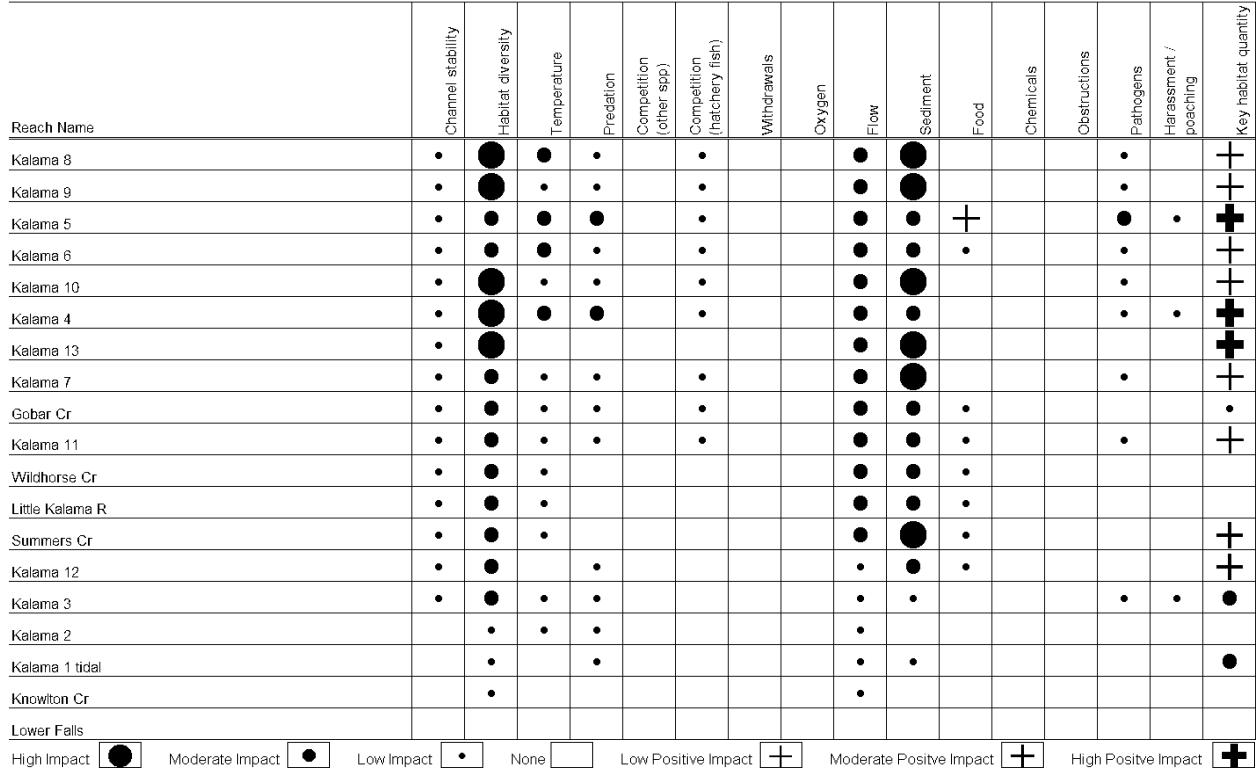 Reach Name
Channel stability
Habitat diversity
Temperature
Predation
Competition
(other spp)
Competition
(hatchery fish)
Withdrawals
Oxygen
Flow
Sediment
Food
Chemicals
Obstructions
Pathogens
Harassment /
poaching
Key habitat quantity
Kalama 8
Kalama 9
Kalama 5
Kalama 6
Kalama 10
Kalama 4
Kalama 13
Kalama 7
Gobar Cr
Kalama 11
Wildhorse Cr
Little Kalama R
Summers Cr
Kalama 12
Kalama 3
Kalama 2
Kalama 1 tidal
Knowlton Cr
Lower Falls
High Impact Moderate Impact Low Impact None Low Positive Impact Moderate Positve Impact High Positve Impact